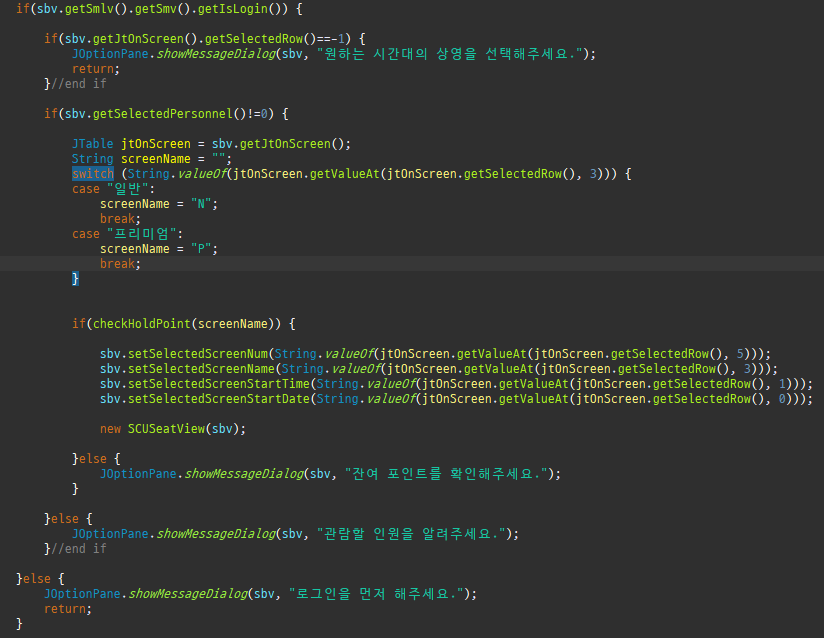 if(sbv.getSmlv().getSmv().getIsLogin()) {
if(sbv.getJtOnScreen().getSelectedRow()==-1) {
JOptionPane.showMessageDialog(sbv, "원하는 시간대의 상영을 선택해주세요.");
return;
}//end if
if(sbv.getSelectedPersonnel()!=0) {
JTable jtOnScreen = sbv.getJtOnScreen();
String screenName = "";
switch (String.valueOf(jtOnScreen.getValueAt(jtOnScreen.getSelectedRow(), 3))) {
case "일반":
screenName = "N";
break;
case "프리미엄":
screenName = "P";
break;
}
if(checkHoldPoint(screenName)) {
sbv.setSelectedScreenNum(String.valueOf(jtOnScreen.getValueAt(jtOnScreen.getSelectedRow(), 5)));
sbv.setSelectedScreenName(String.valueOf(jtOnScreen.getValueAt(jtOnScreen.getSelectedRow(), 3)));
sbv.setSelectedScreenStartTime(String.valueOf(jtOnScreen.getValueAt(jtOnScreen.getSelectedRow(), 1)));
sbv.setSelectedScreenStartDate(String.valueOf(jtOnScreen.getValueAt(jtOnScreen.getSelectedRow(), 0)));
new SCUSeatView(sbv);
}else {
JOptionPane.showMessageDialog(sbv, "잔여 포인트를 확인해주세요.");
}
}else {
JOptionPane.showMessageDialog(sbv, "관람할 인원을 알려주세요.");
}//end if
}else {
JOptionPane.showMessageDialog(sbv, "로그인을 먼저 해주세요.");
return;
}